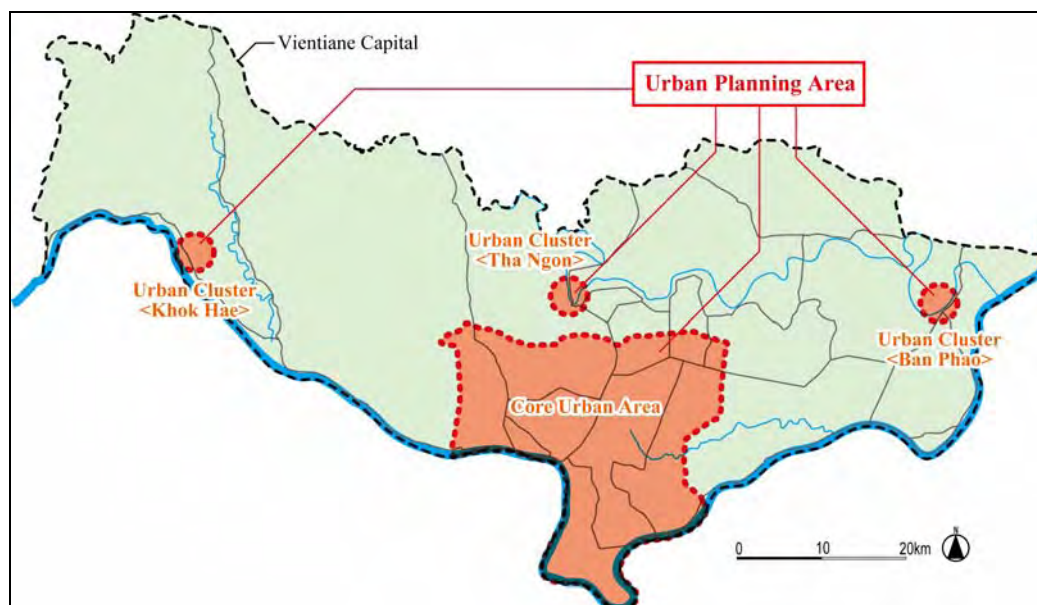 Vientiane Capital
Urban Planning Area
Urban Cluster
<Tha Ngon>
Urban Cluster
<Khok Hae>
Urban Cluster
<Ban Phao>
Core Urban Area
0 10 20km
N